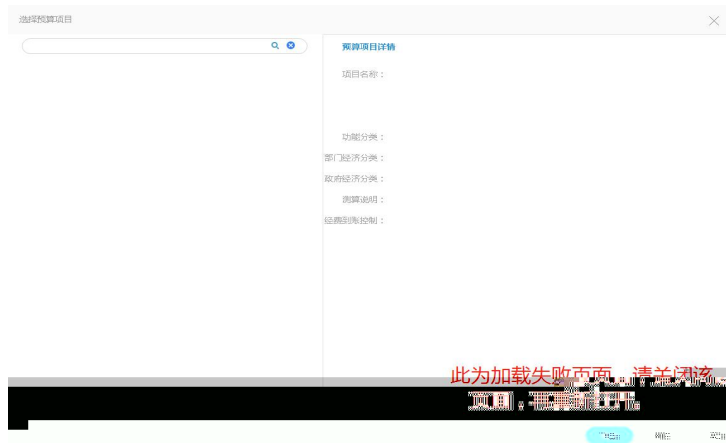 选择预算项目
预算项目详情
项目名称：
功能分类：
部门经济分类：
政府经济分类：
测算说明：
经费到账控制：
此为加载失败页面，请关闭该
页面，